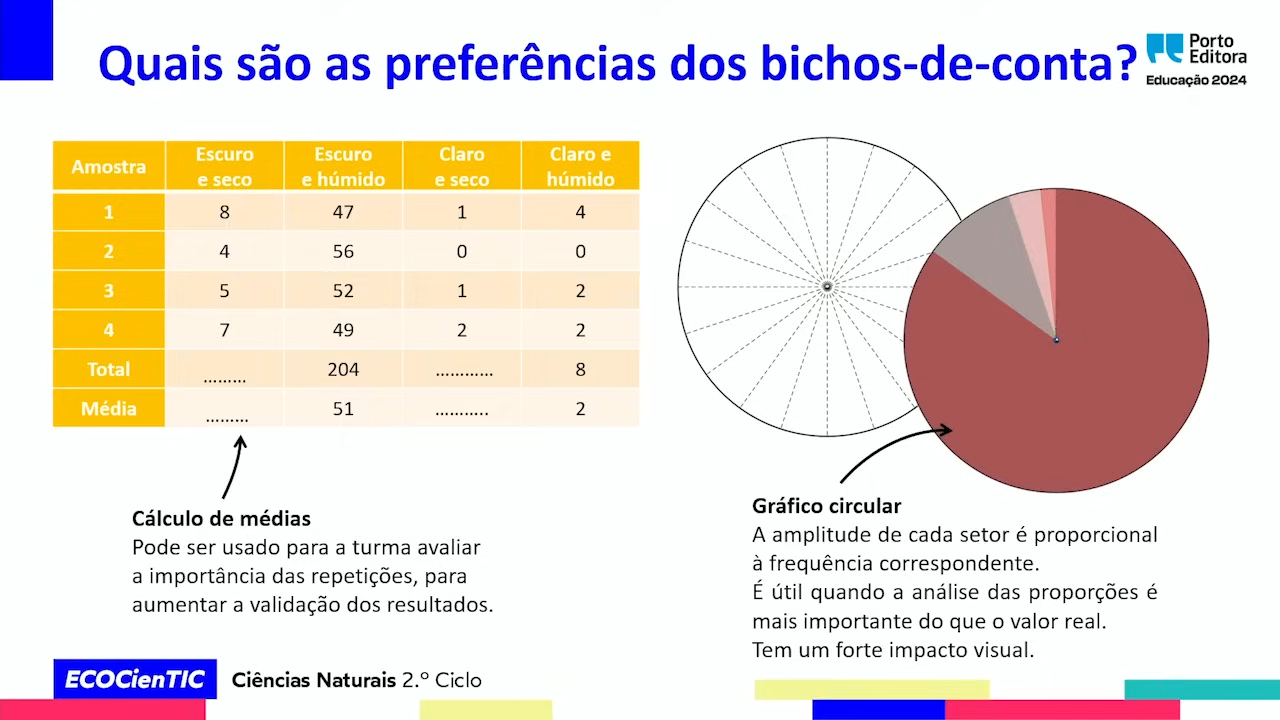 Quais são as preferências dos bichos-de-conta?
Porto
Editora
Educação 2024
Amostra
Escuro
e seco
Escuro
e húmido
Claro
e seco
Claro e
húmido
1 8 47 1 4
2 4 56 0 0
3 5 52 1 2
4 7 49 2 2
Total ......... 204 ............ 8
Média ......... 51 ........... 2
Cálculo de médias
Pode ser usado para a turma avaliar
a importância das repetições, para
aumentar a validação dos resultados.
Gráfico circular
A amplitude de cada setor é proporcional
à frequência correspondente.
É útil quando a análise das proporções é
mais importante do que o valor real.
Tem um forte impacto visual.
ECOCienTIC Ciências Naturais 2.º Ciclo